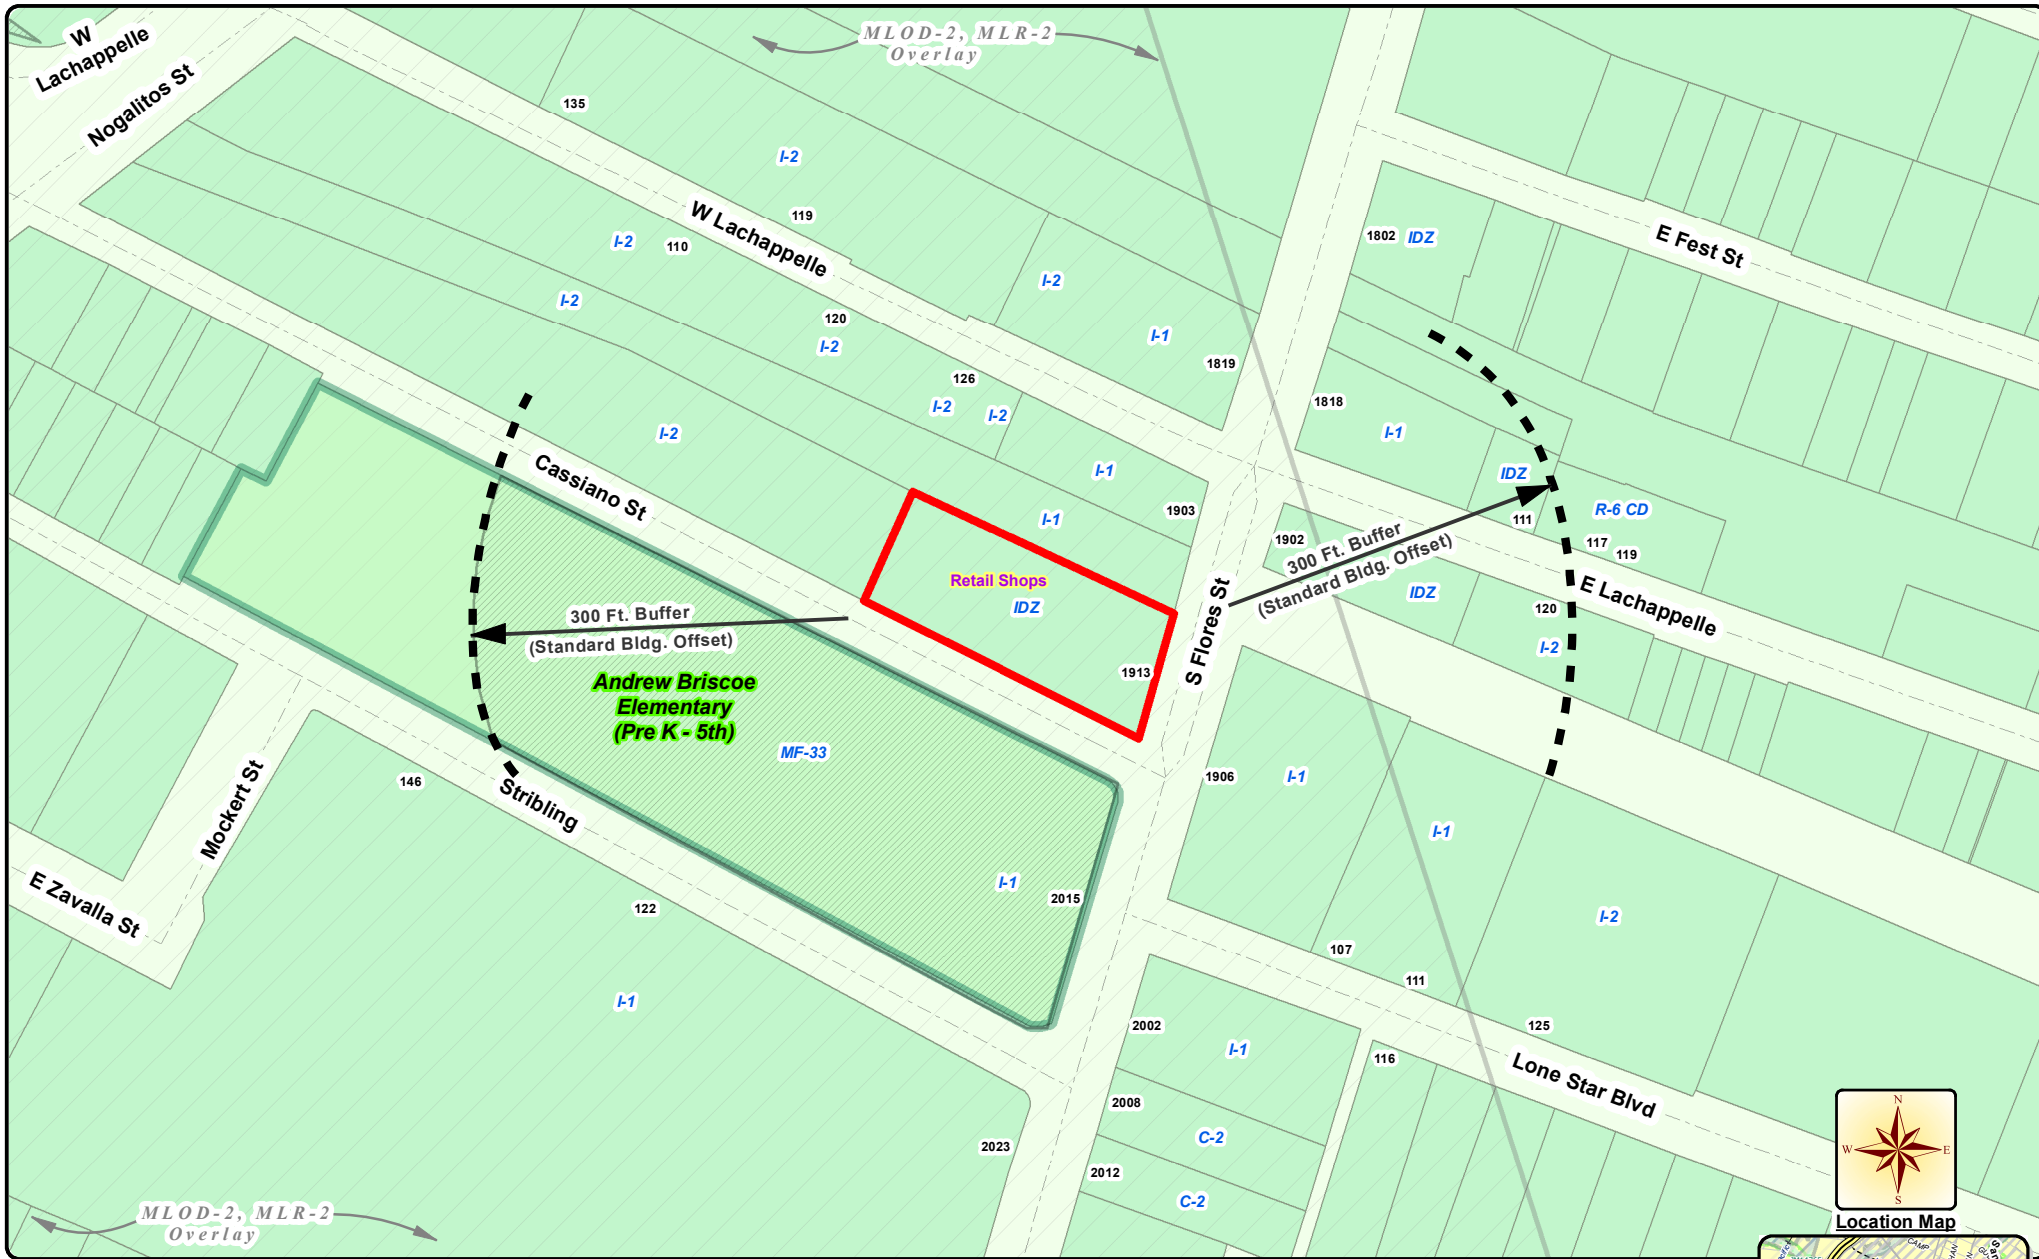 W
Lachappelle
Nogalitos St
MLOD-2, MLR-2
Overlay
135
I-2
119
W Lachappelle
110
I-2
I-2
I-2
120
I-2
I-1
1819
126
I-2
I-2
I-2
I-1
I-1
1903
1802
IDZ
E Fest St
1818
I-1
IDZ
111
R-6 CD
117
119
1902
300 Ft. Buffer
(Standard Bldg. Offset)
IDZ
120
I-2
E Lachappelle
Cassiano St
Retail Shops
IDZ
1913
S Flores St
300 Ft. Buffer
(Standard Bldg. Offset)
Andrew Briscoe
Elementary
(Pre K - 5th)
MF-33
1906
I-1
I-1
146
Stribling
Mockert St
E Zavalla St
122
I-1
2015
I-1
I-2
107
111
125
Lone Star Blvd
116
2002
I-1
2008
C-2
2012
C-2
2023
MLOD-2, MLR-2
Overlay
N
W
E
S
Location Map
CAMP